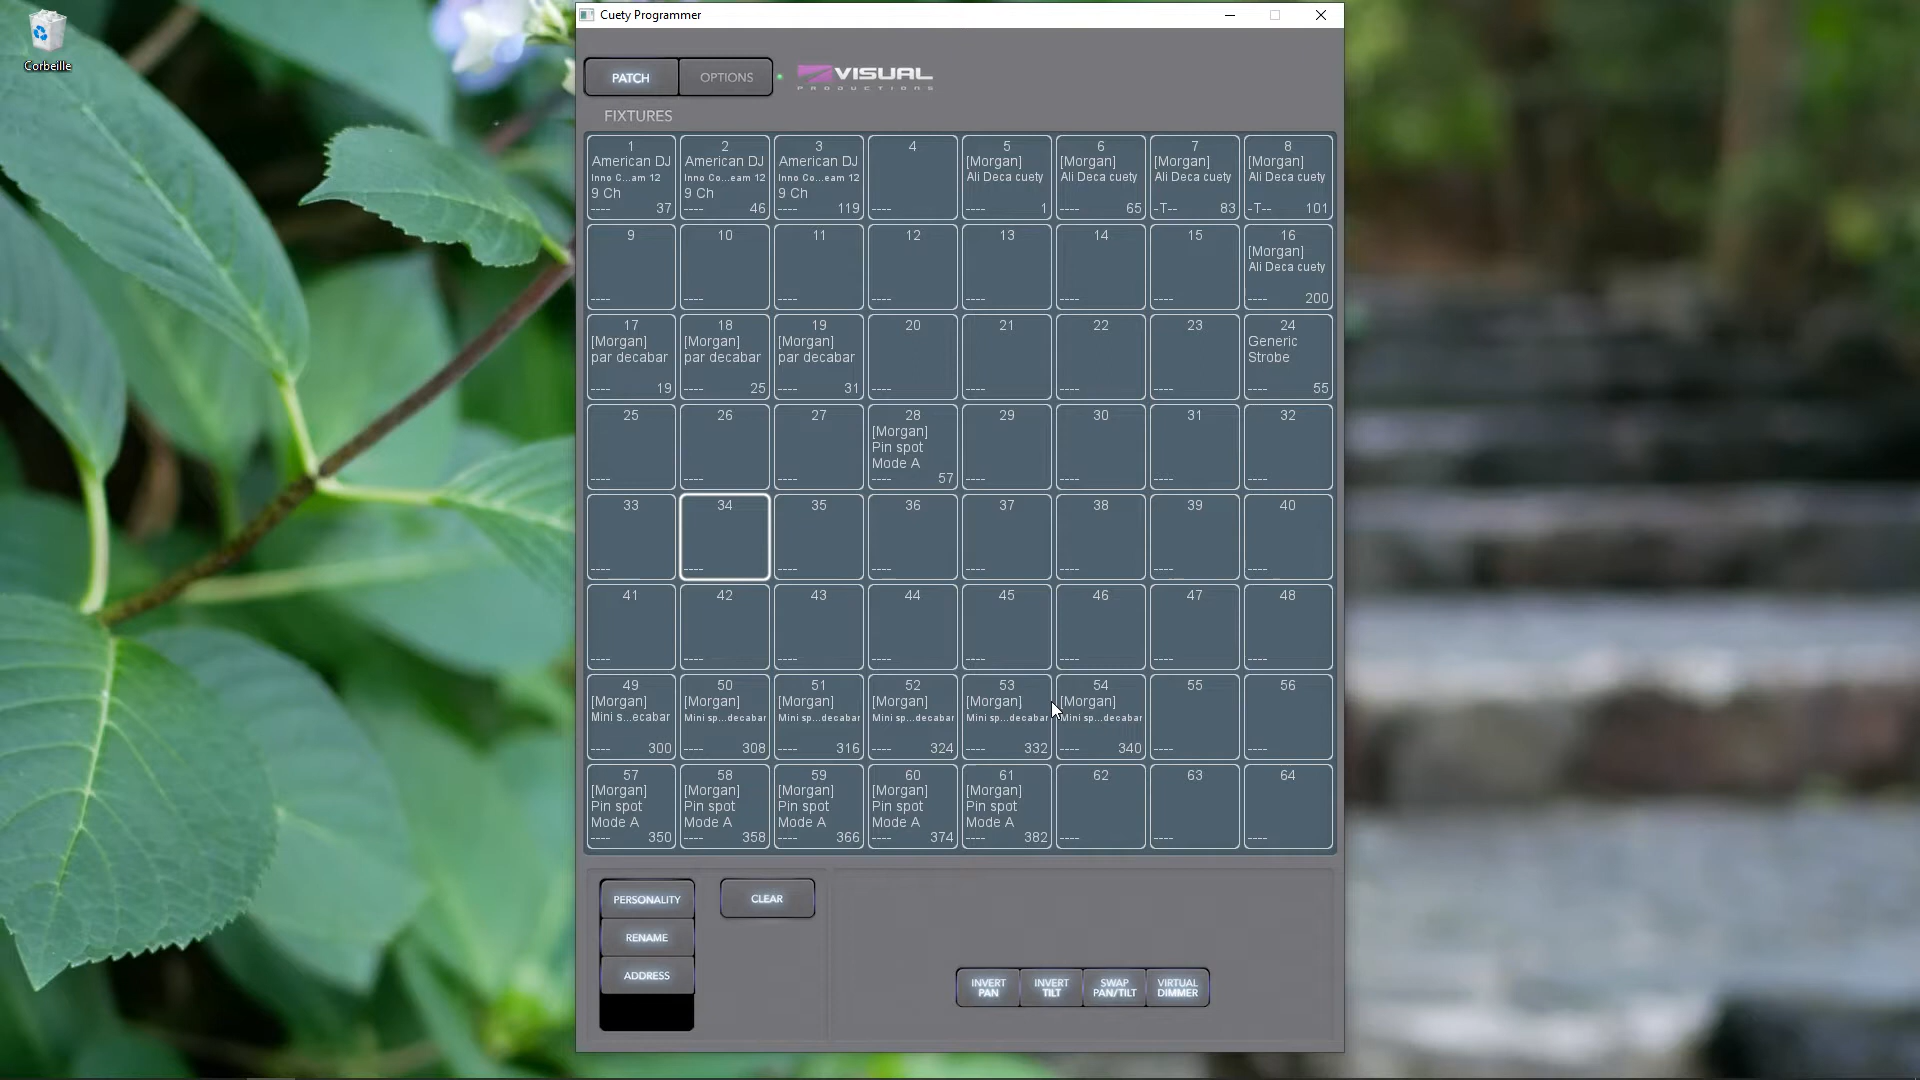 Corbeille
Cuety Programmer
PATCH
OPTIONS
VISUAL
PRODUCTIONS
FIXTURES
1
American DJ
Inno C...am 12
9 Ch
---- 37
2
American DJ
Inno Co...eam 12
9 Ch
---- 46
3
American DJ
Inno Co...eam 12
9 Ch
---- 119
4
----
5
[Morgan]
Ali Deca cuety
---- 1
6
[Morgan]
Ali Deca cuety
---- 65
7
[Morgan]
Ali Deca cuety
-T-- 83
8
[Morgan]
Ali Deca cuety
-T-- 101
9
----
10
----
11
----
12
----
13
----
14
----
15
----
16
[Morgan]
Ali Deca cuety
---- 200
17
[Morgan]
par decabar
---- 19
18
[Morgan]
par decabar
---- 25
19
[Morgan]
par decabar
---- 31
20
----
21
----
22
----
23
----
24
Generic
Strobe
---- 55
25
----
26
----
27
----
28
[Morgan]
Pin spot
Mode A
---- 57
29
----
30
----
31
----
32
----
33
----
34
----
35
----
36
----
37
----
38
----
39
----
40
----
41
----
42
----
43
----
44
----
45
----
46
----
47
----
48
----
49
[Morgan]
Mini s...ecabar
---- 300
50
[Morgan]
Mini sp...decabar
---- 308
51
[Morgan]
Mini sp...decabar
---- 316
52
[Morgan]
Mini sp...decabar
---- 324
53
[Morgan]
Mini sp...decabar
---- 332
54
[Morgan]
Mini sp...decabar
---- 340
55
----
56
----
57
[Morgan]
Pin spot
Mode A
---- 350
58
[Morgan]
Pin spot
Mode A
---- 358
59
[Morgan]
Pin spot
Mode A
---- 366
60
[Morgan]
Pin spot
Mode A
---- 374
61
[Morgan]
Pin spot
Mode A
---- 382
62
----
63
----
64
----
PERSONALITY
RENAME
ADDRESS
CLEAR
INVERT
PAN
INVERT
TILT
SWAP
PAN/TILT
VIRTUAL
DIMMER